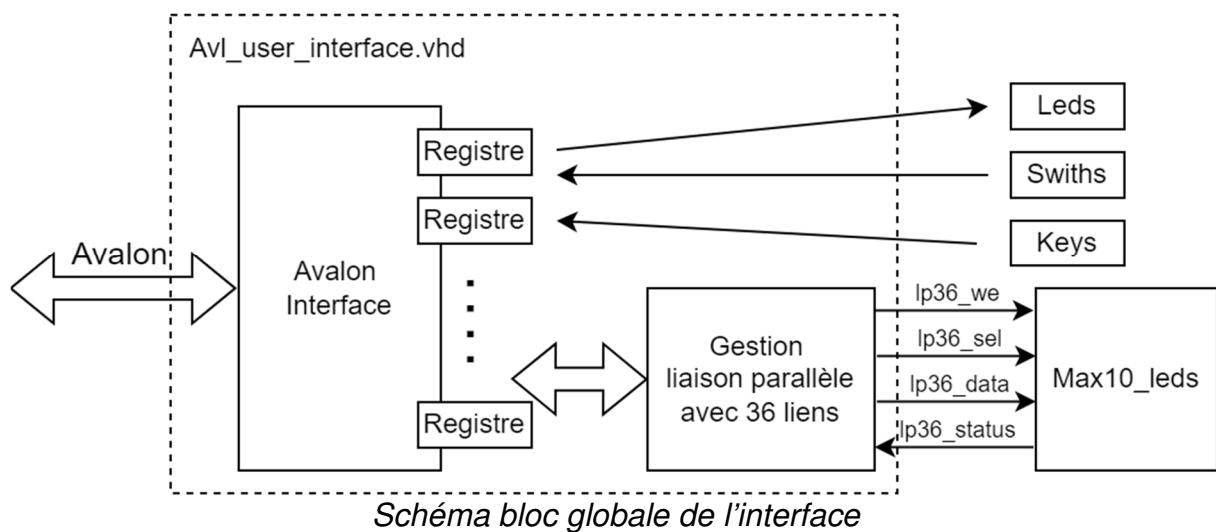 Avl_user_interface.vhd
Leds
Registre
Swiths
Registre
Keys
Avalon
Avalon
Interface
lp36_we
Gestion
liaison parallèle
avec 36 liens
lp36_sel
Max10_leds
lp36_data
Registre
lp36_status
Schéma bloc globale de l'interface